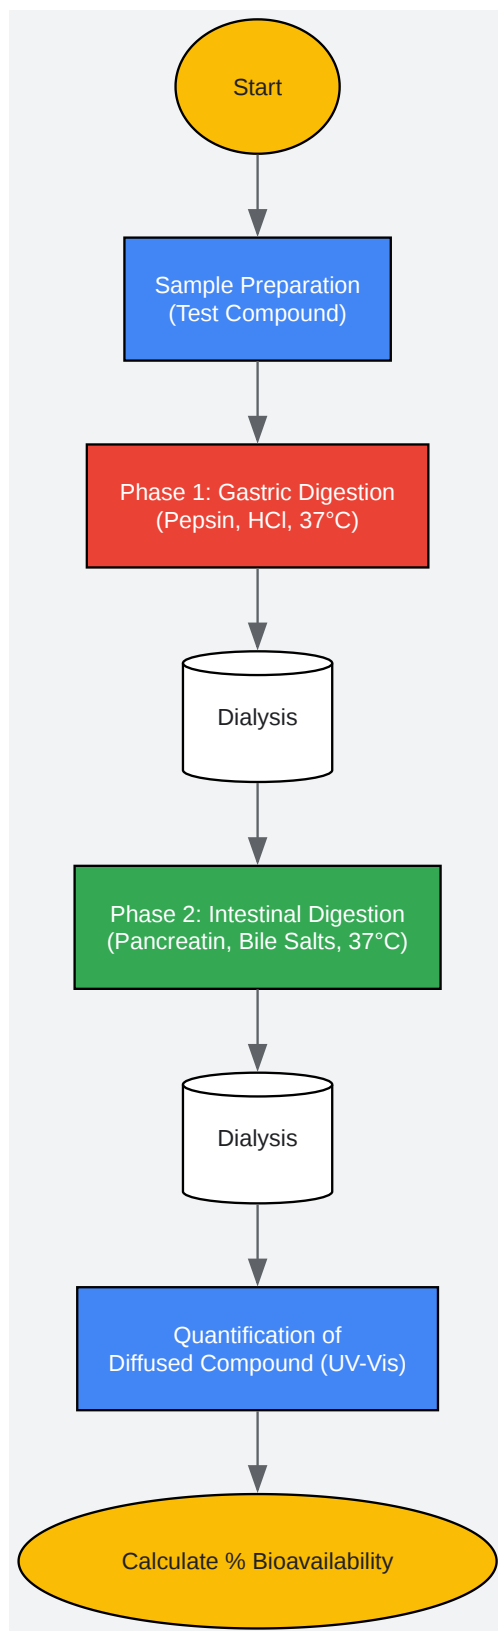 Start
Sample Preparation
(Test Compound)
Phase 1: Gastric Digestion
(Pepsin, HCl, 37°C)
Dialysis
Phase 2: Intestinal Digestion
(Pancreatin, Bile Salts, 37°C)
Dialysis
Quantification of
Diffused Compound (UV-Vis)
Calculate % Bioavailability